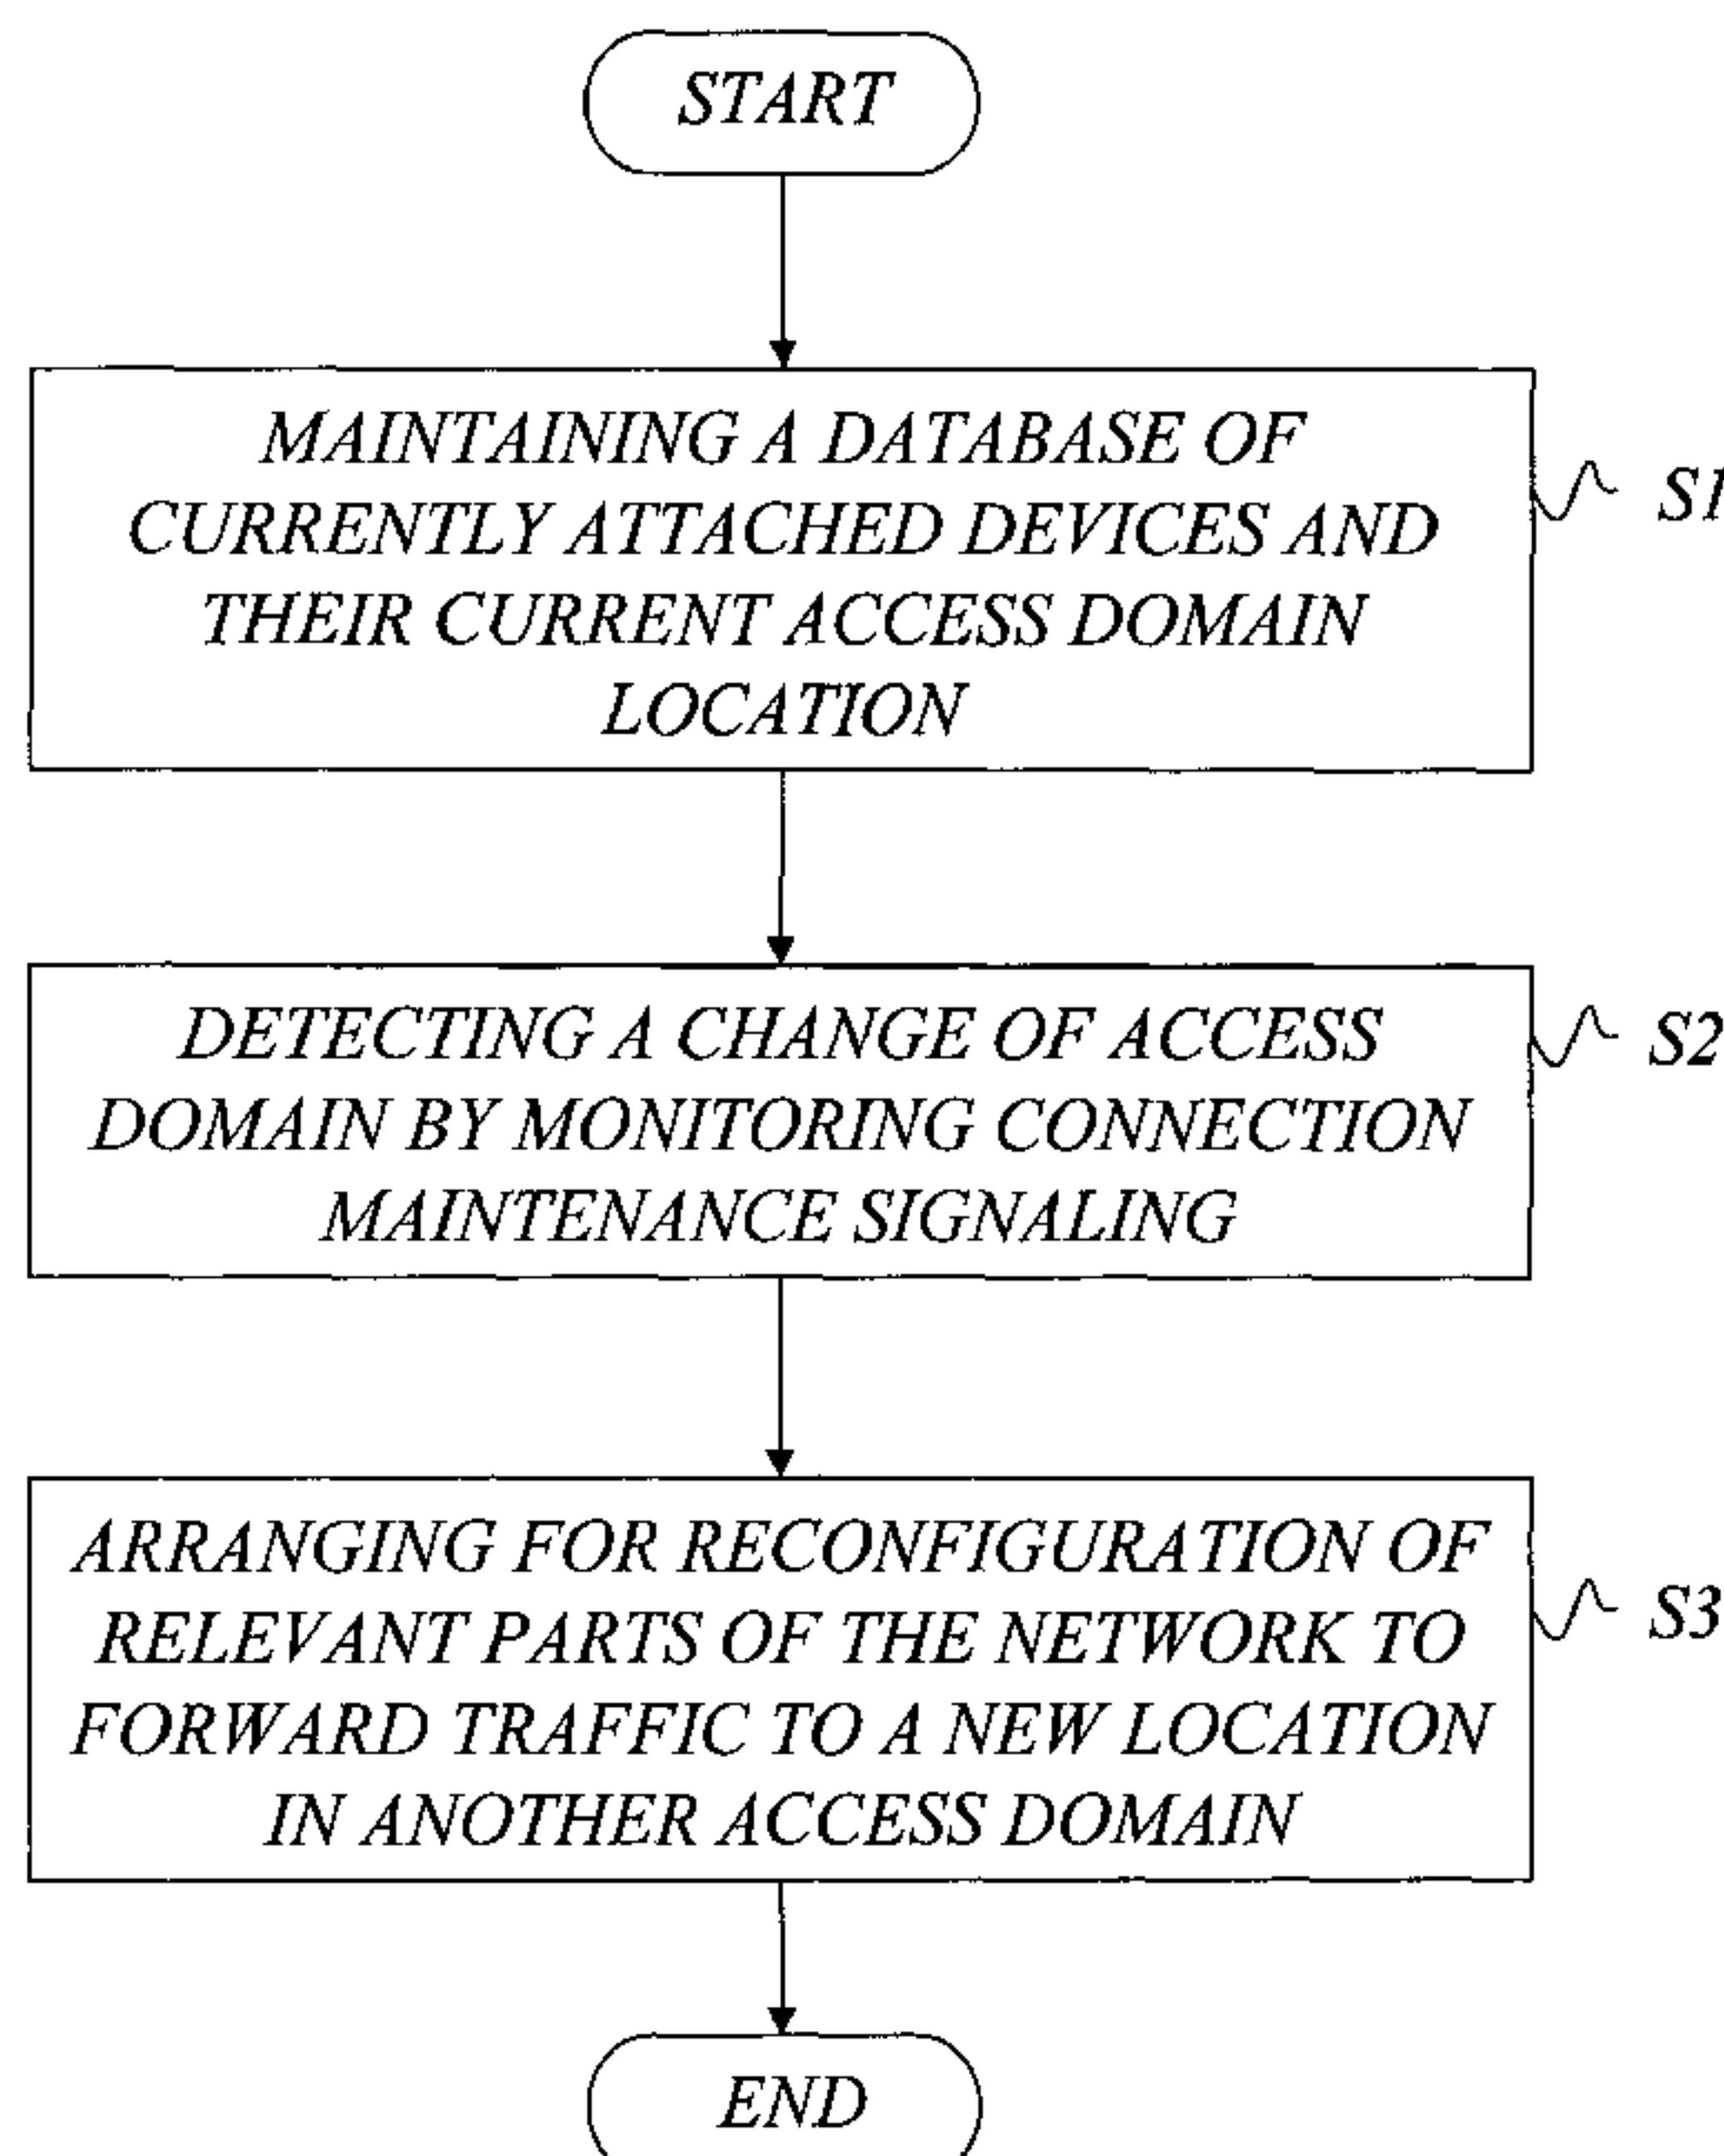 START
MAINTAINING A DATABASE OF
CURRENTLY ATTACHED DEVICES AND
THEIR CURRENT ACCESS DOMAIN
LOCATION
S1
DETECTING A CHANGE OF ACCESS
DOMAIN BY MONITORING CONNECTION
MAINTENANCE SIGNALING
S2
ARRANGING FOR RECONFIGURATION OF
RELEVANT PARTS OF THE NETWORK TO
FORWARD TRAFFIC TO A NEW LOCATION
IN ANOTHER ACCESS DOMAIN
S3
END